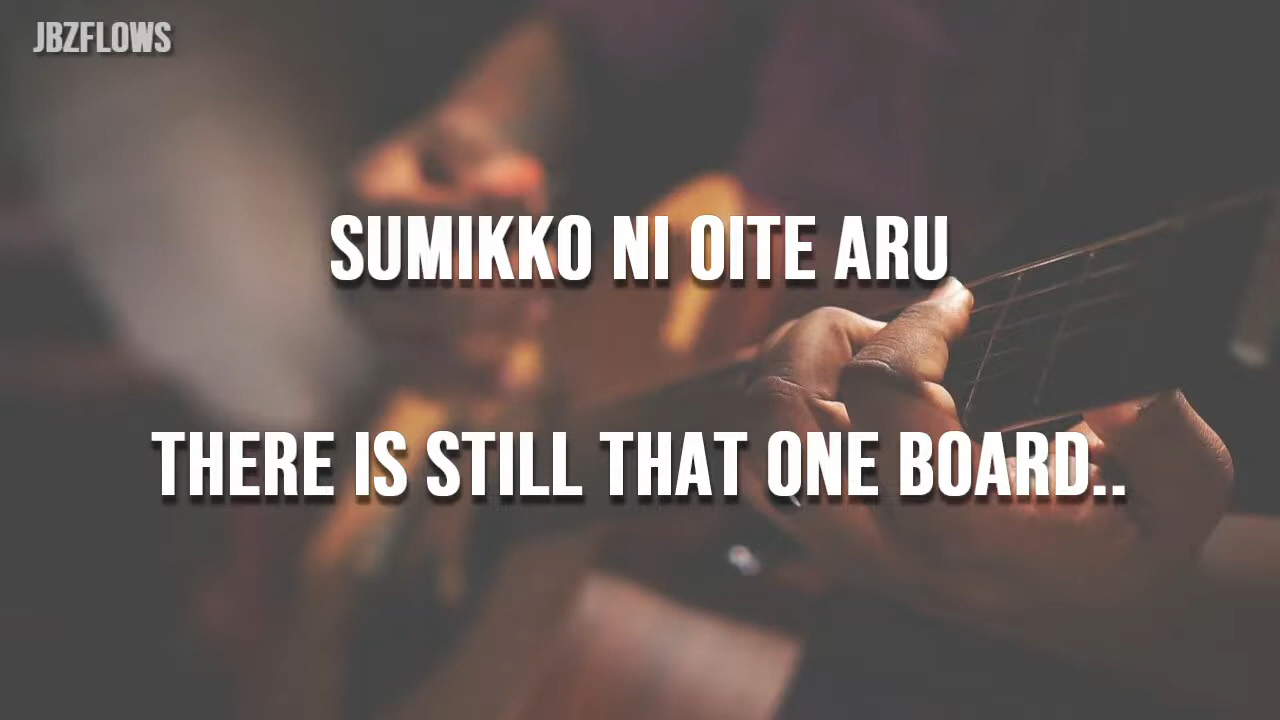 JBZFLOWS
SUMIKKO NI OITE ARU
THERE IS STILL THAT ONE BOARD..